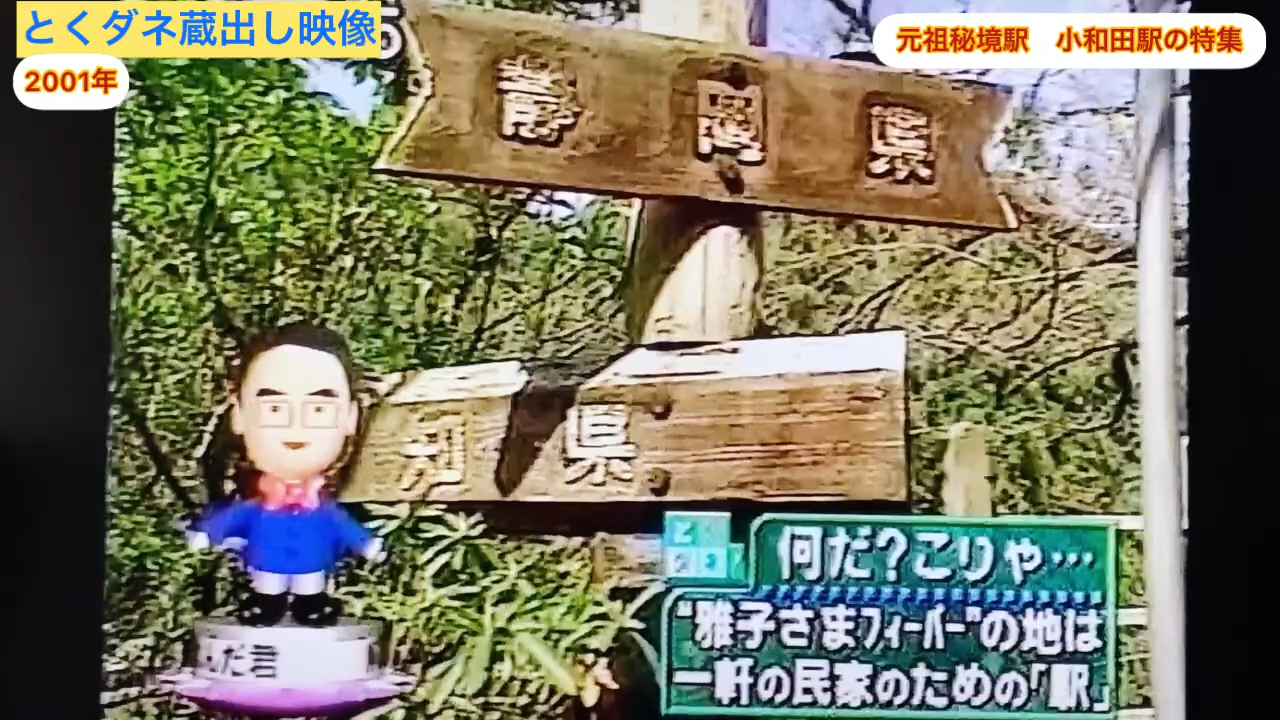 とくダネ蔵出し映像
元祖秘境駅　小和田駅の特集
2001年
静岡県
知県
何だ?こりゃ…
"雅子さまフィーバー"の地は
一軒の民家のための「駅」
だ君